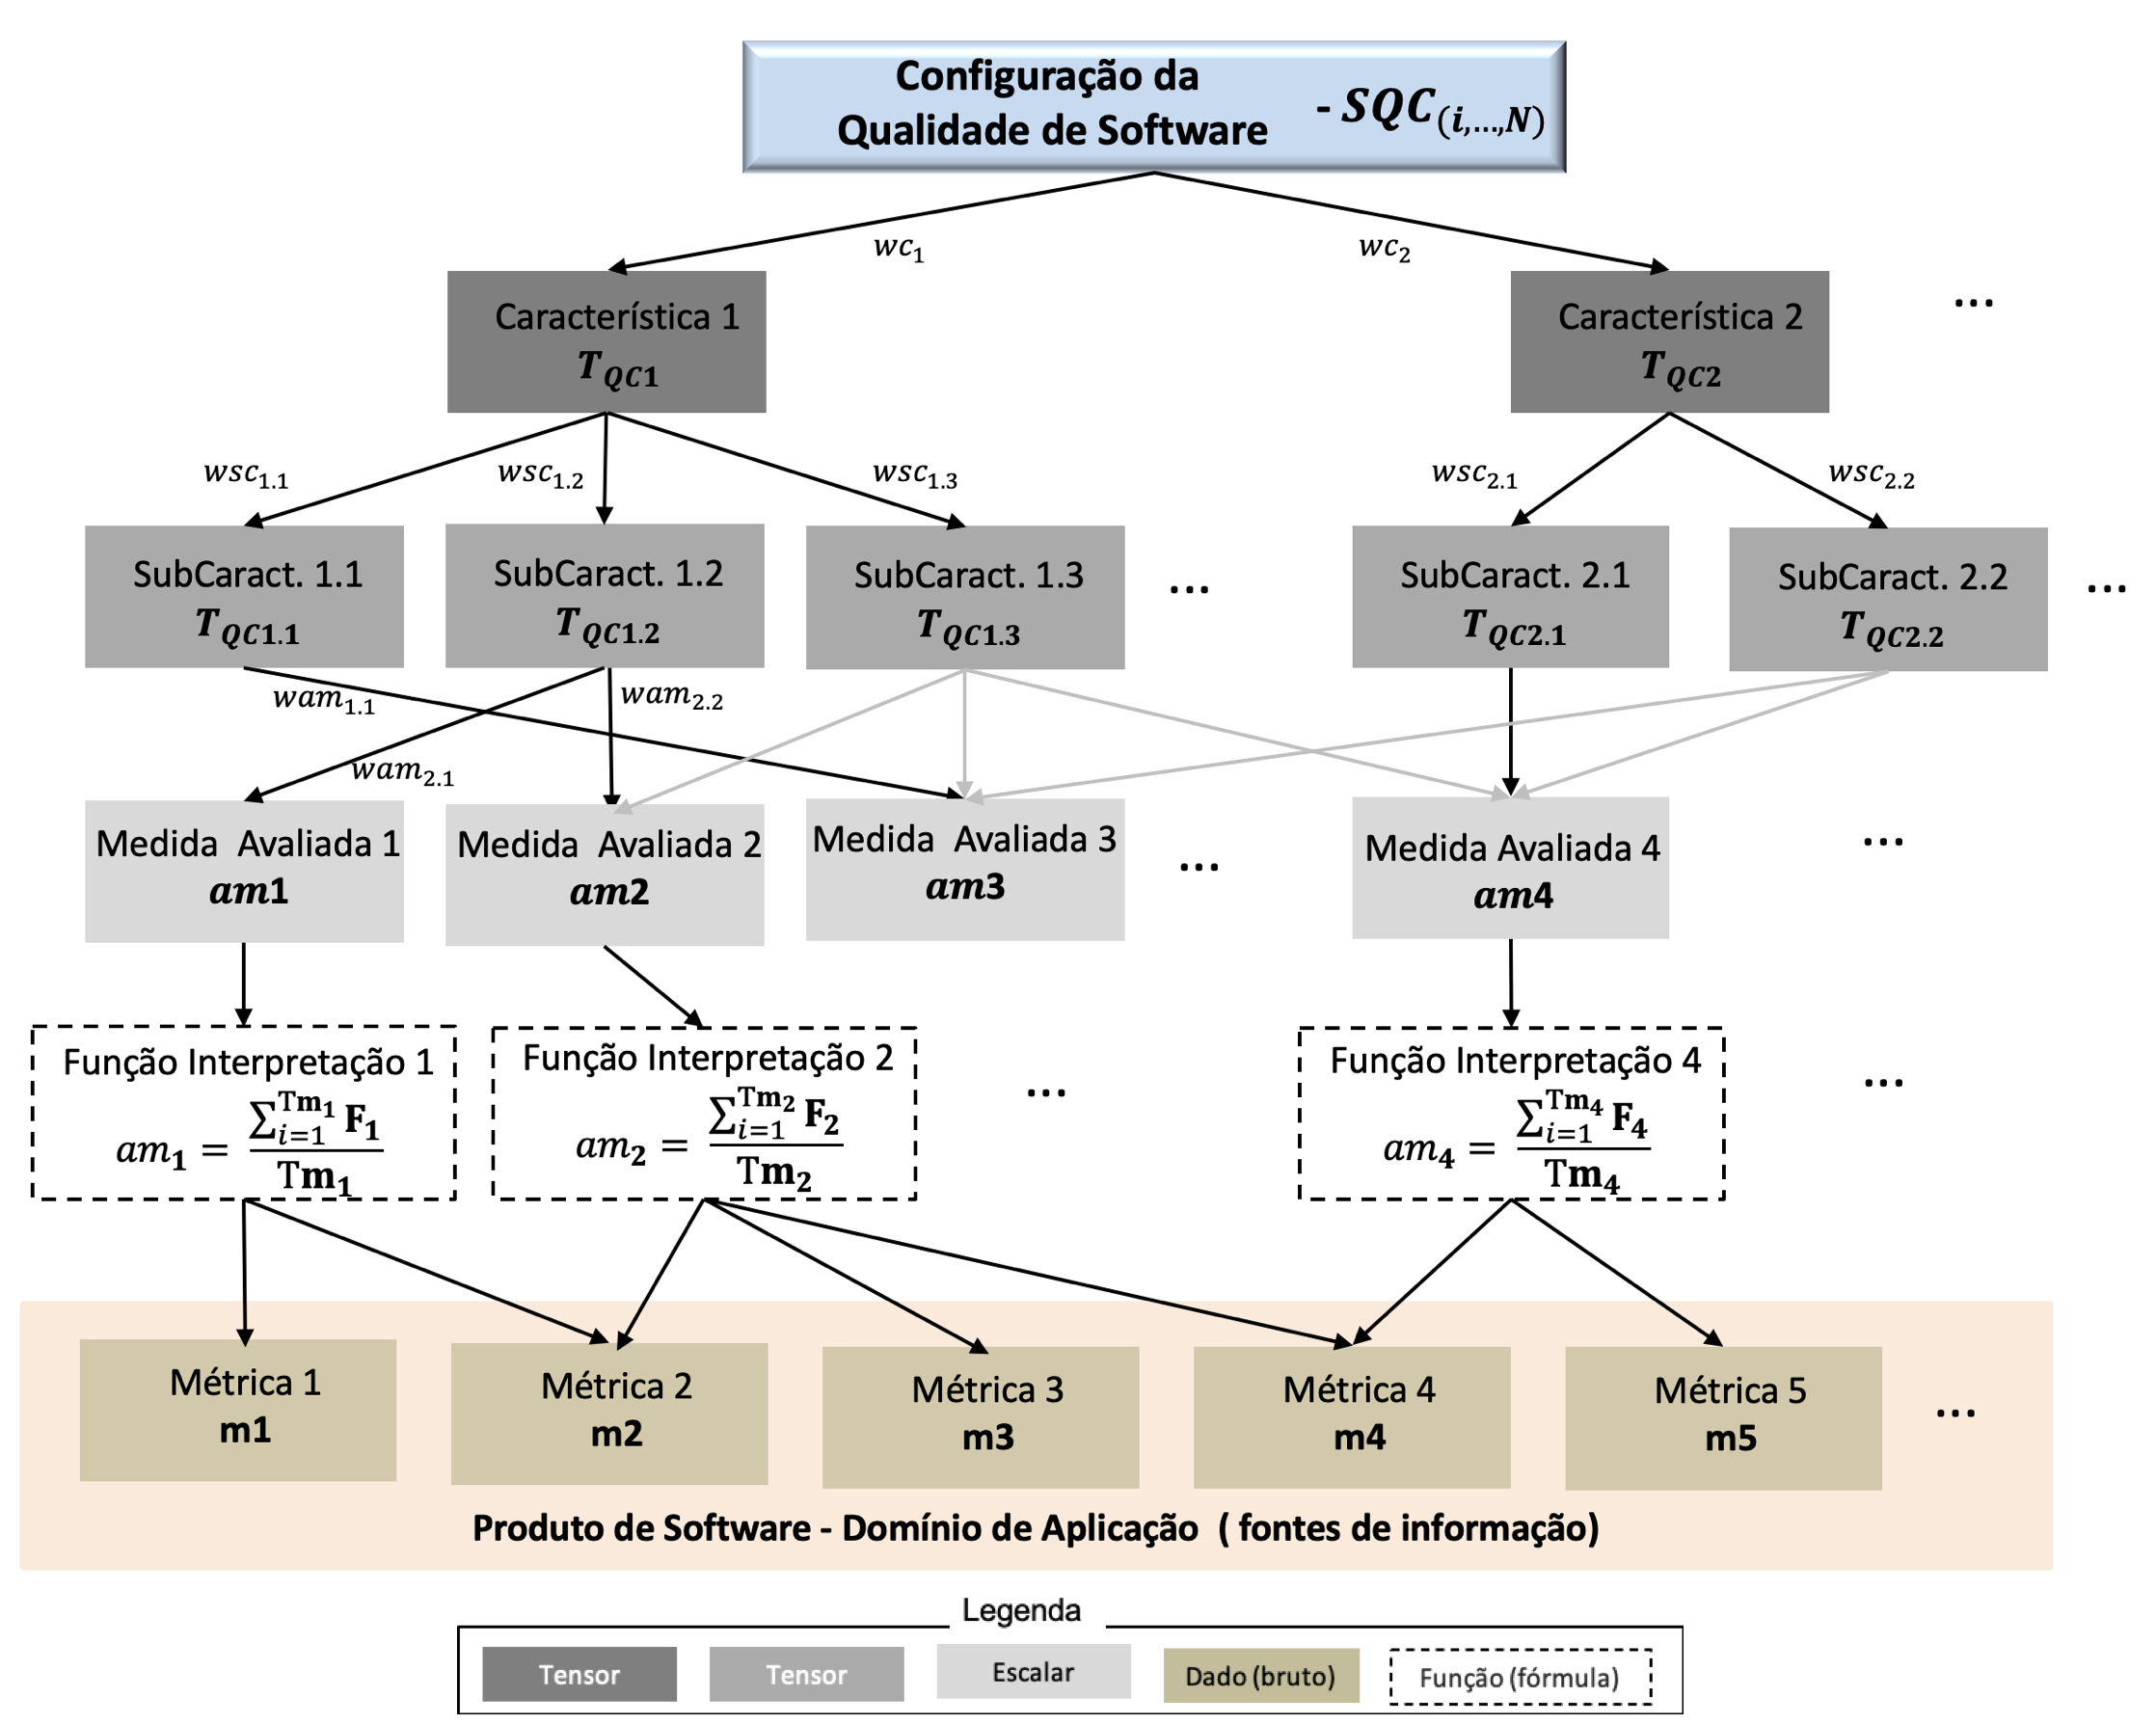 Configuração da
Qualidade de Software - SQC(i,...,N)
wc1
wc2
Característica 1
TQC1
Característica 2
TQC2
...
wsc1.1
wsc1.2
wsc1.3
wsc2.1
wsc2.2
SubCaract. 1.1
TQC1.1
SubCaract. 1.2
TQC1.2
SubCaract. 1.3
TQC1.3
...
SubCaract. 2.1
TQC2.1
SubCaract. 2.2
TQC2.2
...
wam1.1
wam2.2
wam2.1
Medida Avaliada 1
am1
Medida Avaliada 2
am2
Medida Avaliada 3
am3
...
Medida Avaliada 4
am4
...
Função Interpretação 1
am1 = ∑i=1^Tm1 F1 / Tm1
Função Interpretação 2
am2 = ∑i=1^Tm2 F2 / Tm2
...
Função Interpretação 4
am4 = ∑i=1^Tm4 F4 / Tm4
...
Métrica 1
m1
Métrica 2
m2
Métrica 3
m3
Métrica 4
m4
Métrica 5
m5
...
Produto de Software - Domínio de Aplicação ( fontes de informação)
Legenda
Tensor
Tensor
Escalar
Dado (bruto)
Função (fórmula)